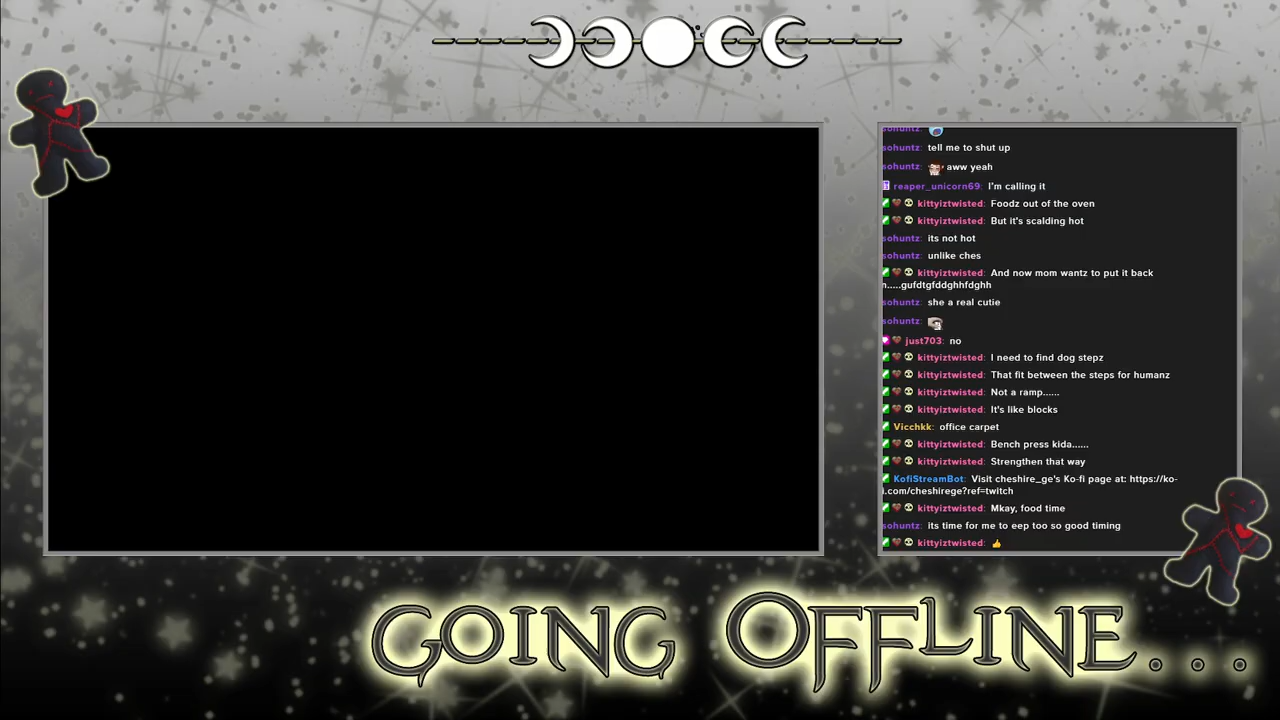 sohuntz:
sohuntz: tell me to shut up
sohuntz: aww yeah
reaper_unicorn69: I'm calling it
kittyiztwisted: Foodz out of the oven
kittyiztwisted: But it's scalding hot
sohuntz: its not hot
sohuntz: unlike ches
kittyiztwisted: And now mom wantz to put it back
n.....gufdtgfddghhfdghh
sohuntz: she a real cutie
sohuntz:
just703: no
kittyiztwisted: I need to find dog stepz
kittyiztwisted: That fit between the steps for humanz
kittyiztwisted: Not a ramp......
kittyiztwisted: It's like blocks
Vicchkk: office carpet
kittyiztwisted: Bench press kida......
kittyiztwisted: Strengthen that way
KofiStreamBot: Visit cheshire_ge's Ko-fi page at: https://ko-
i.com/cheshirege?ref=twitch
kittyiztwisted: Mkay, food time
sohuntz: its time for me to eep too so good timing
kittyiztwisted: 👍
Going Offline...